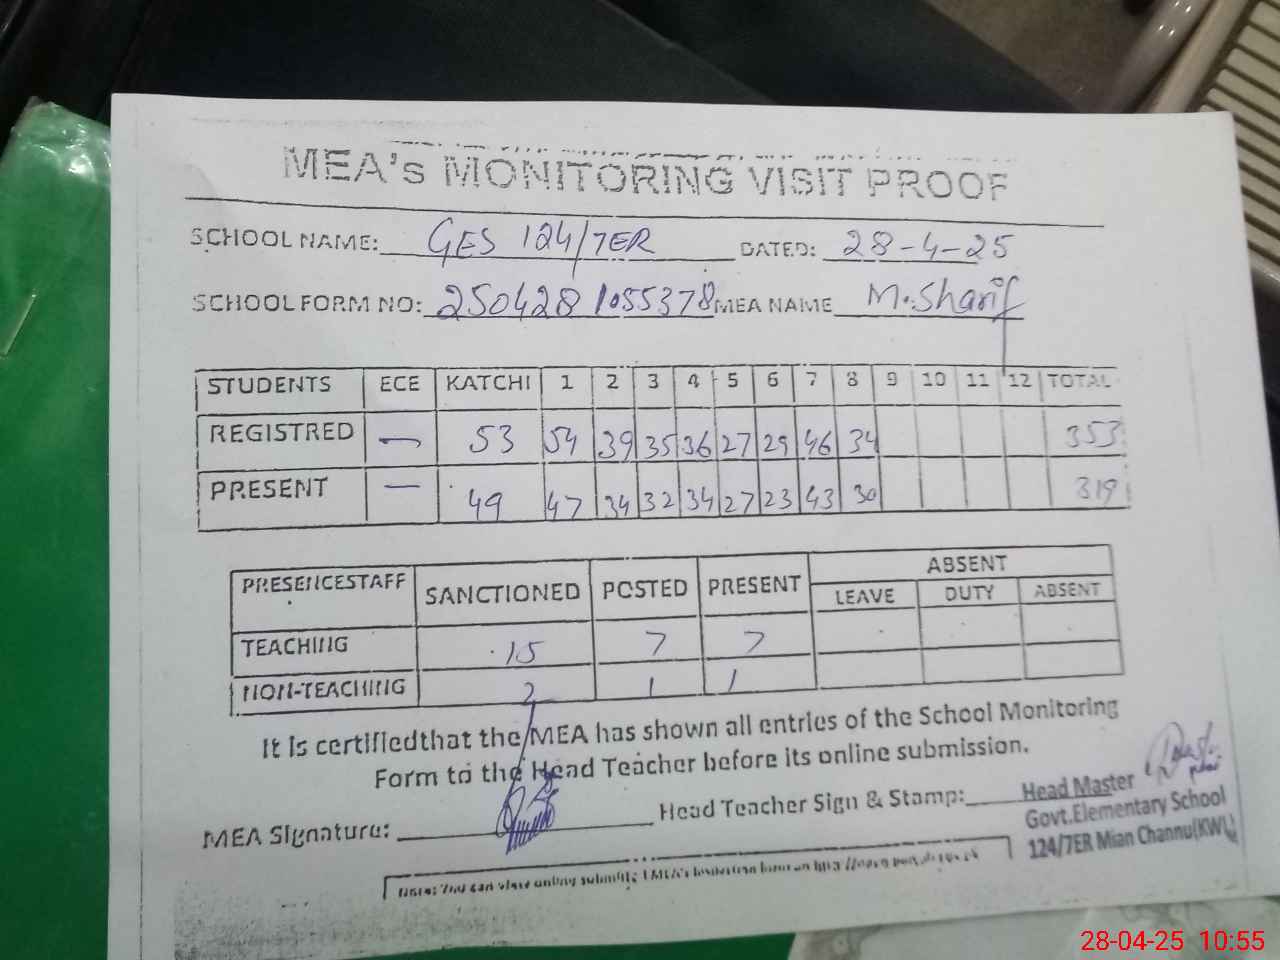 MEA's MONITORING VISIT PROOF
SCHOOL NAME: GES 124/7ER DATED: 28-4-25
SCHOOL FORM NO: 2504281055378 MEA NAME M.Sharif
STUDENTS ECE KATCHI 1 2 3 4 5 6 7 8 9 10 11 12 TOTAL
REGISTRED — 53 54 39 35 36 27 29 46 34 353
PRESENT — 49 47 34 32 34 27 23 43 30 319
PRESENCESTAFF SANCTIONED POSTED PRESENT ABSENT
LEAVE DUTY ABSENT
TEACHING 15 7 7
NON-TEACHING 2 1 1
It is certifiedthat the MEA has shown all entries of the School Monitoring
Form to the Head Teacher before its online submission.
MEA Signature: Head Teacher Sign & Stamp:
Head Master
Govt.Elementary School
124/7ER Mian Channu(KWL)
28-04-25 10:55